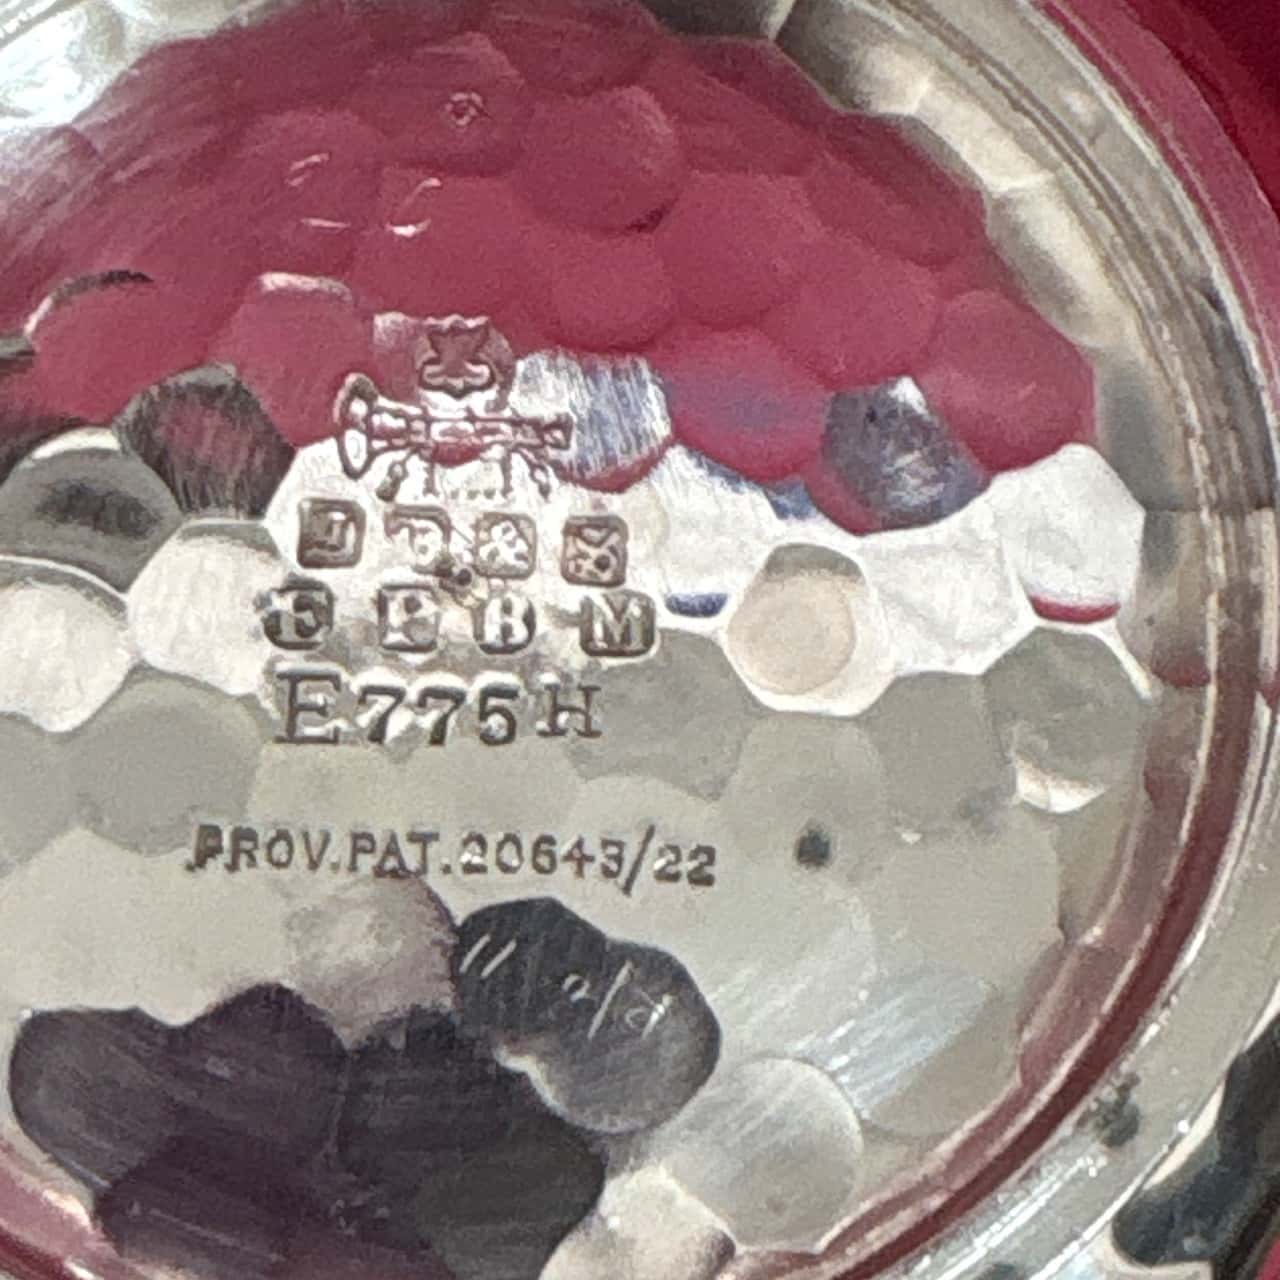 J D & S
E P B M
E775H
PROV. PAT. 20643/22